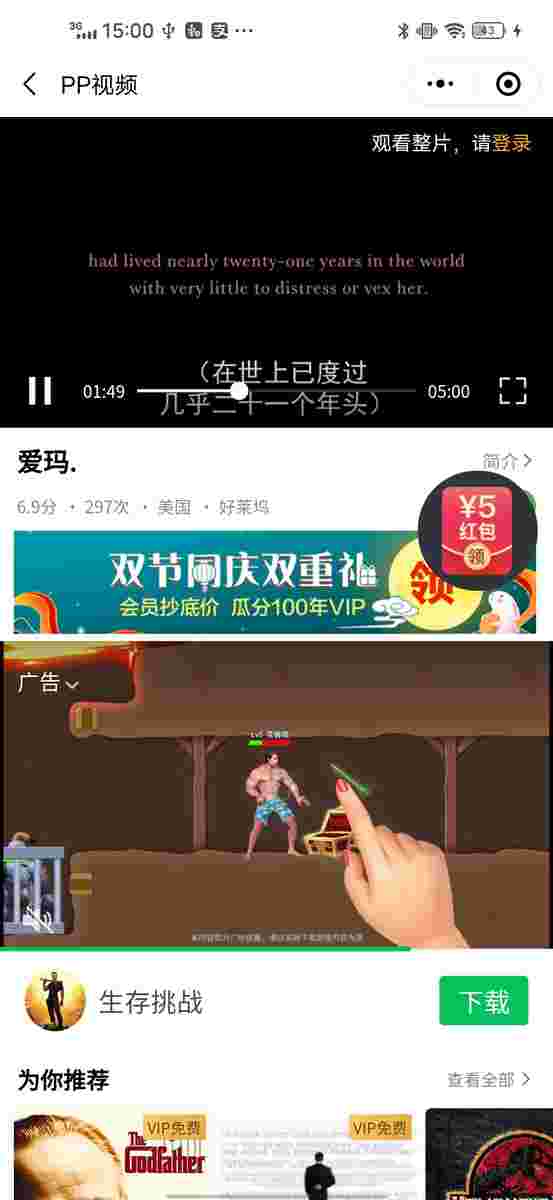 3G
15:00
43
PP视频
观看整片，请登录
had lived nearly twenty-one years in the world
with very little to distress or vex her.
（在世上已度过
几乎二十一个年头）
01:49
05:00
爱玛.
简介
6.9分 · 297次 · 美国 · 好莱坞
¥5
红包
领
双节同庆双重礼
会员抄底价 瓜分100年VIP
领
广告
生存挑战
下载
为你推荐
查看全部
VIP免费
The
Godfather
VIP免费